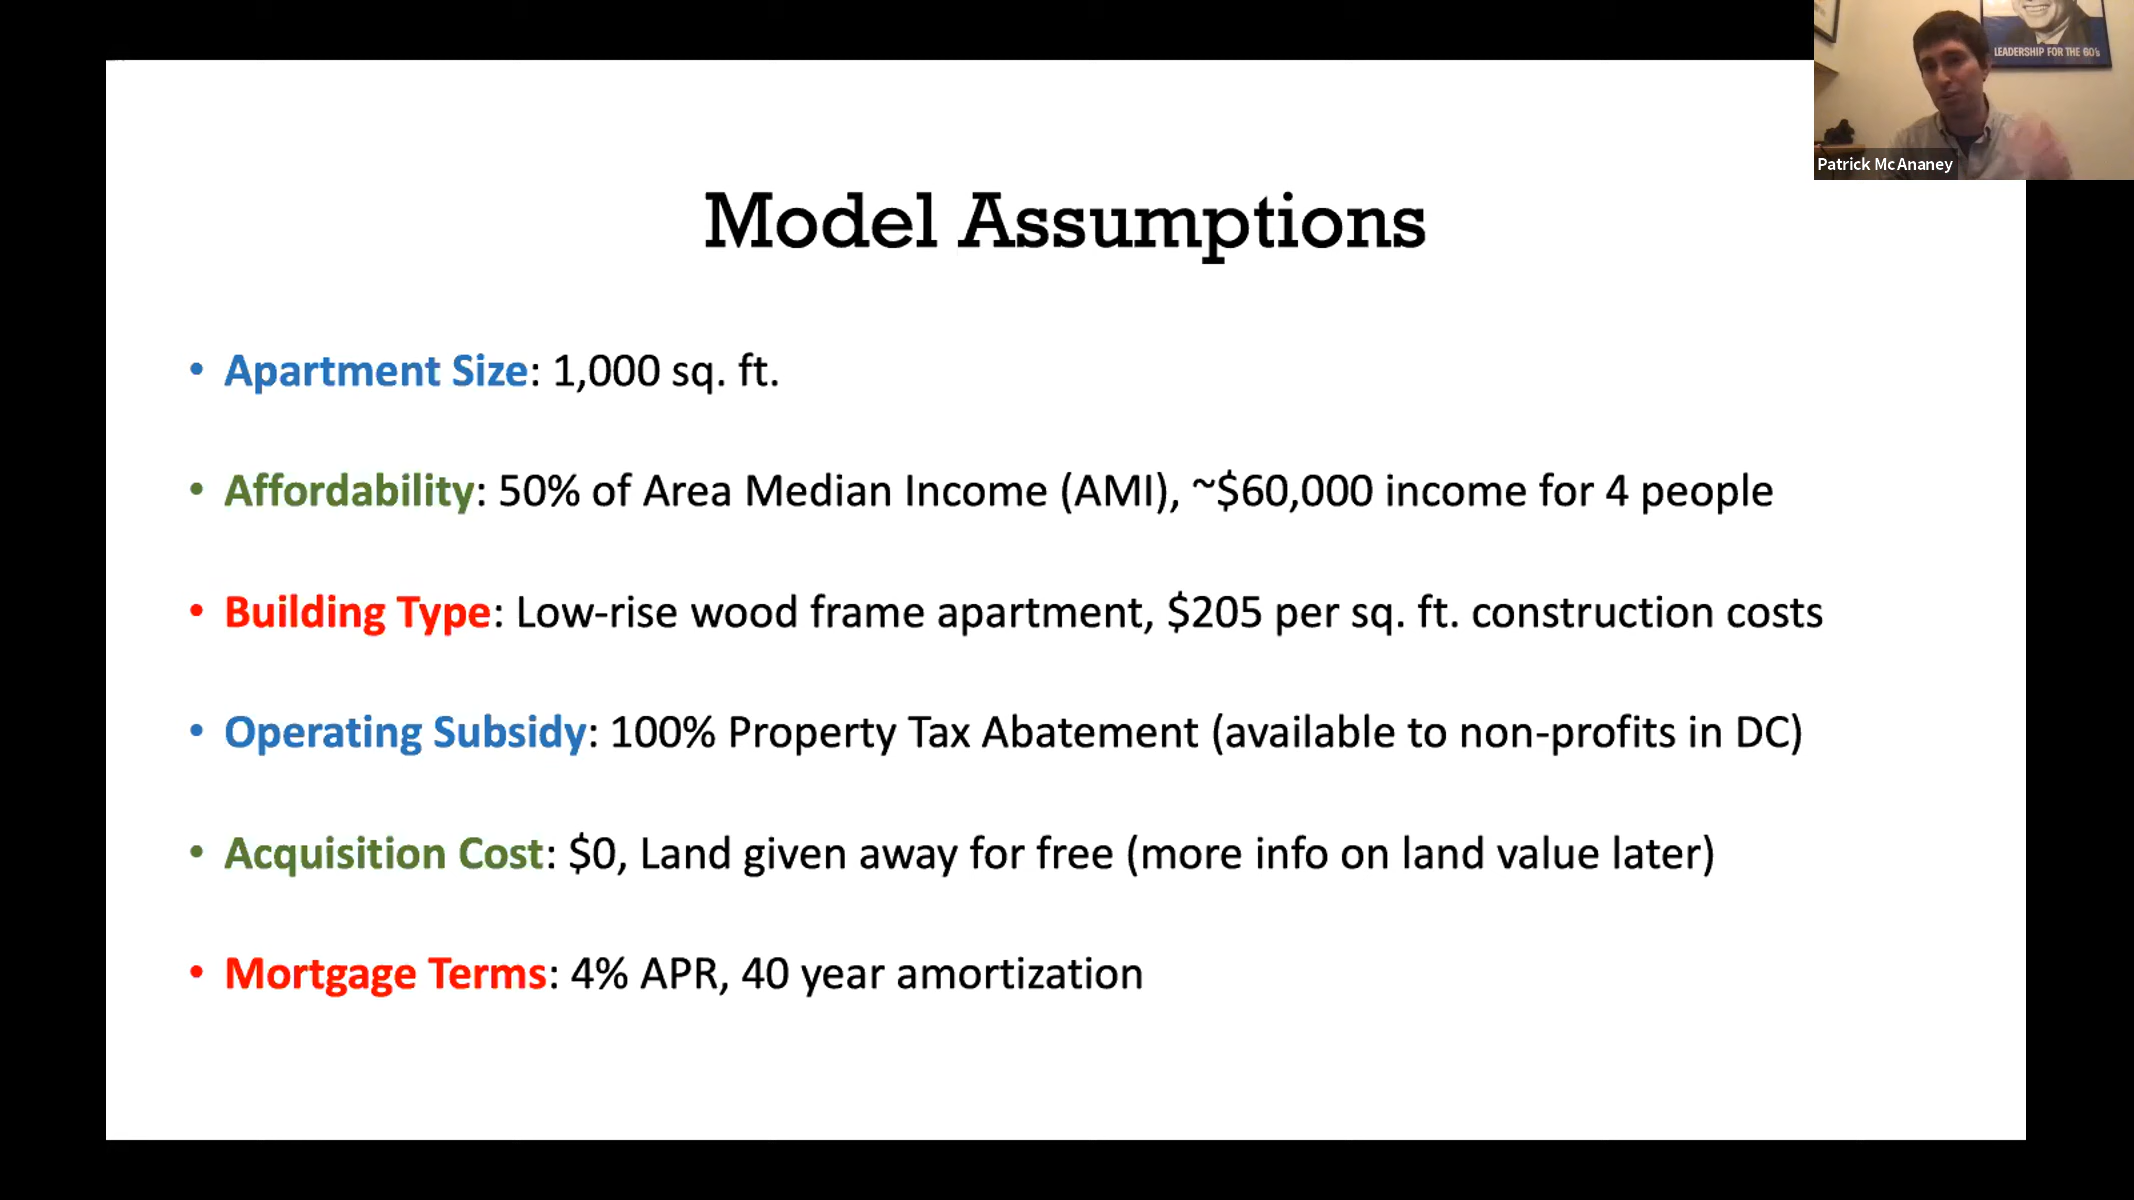 LEADERSHIP FOR THE 60's
Patrick McAnaney
Model Assumptions
• Apartment Size: 1,000 sq. ft.
• Affordability: 50% of Area Median Income (AMI), ~$60,000 income for 4 people
• Building Type: Low-rise wood frame apartment, $205 per sq. ft. construction costs
• Operating Subsidy: 100% Property Tax Abatement (available to non-profits in DC)
• Acquisition Cost: $0, Land given away for free (more info on land value later)
• Mortgage Terms: 4% APR, 40 year amortization